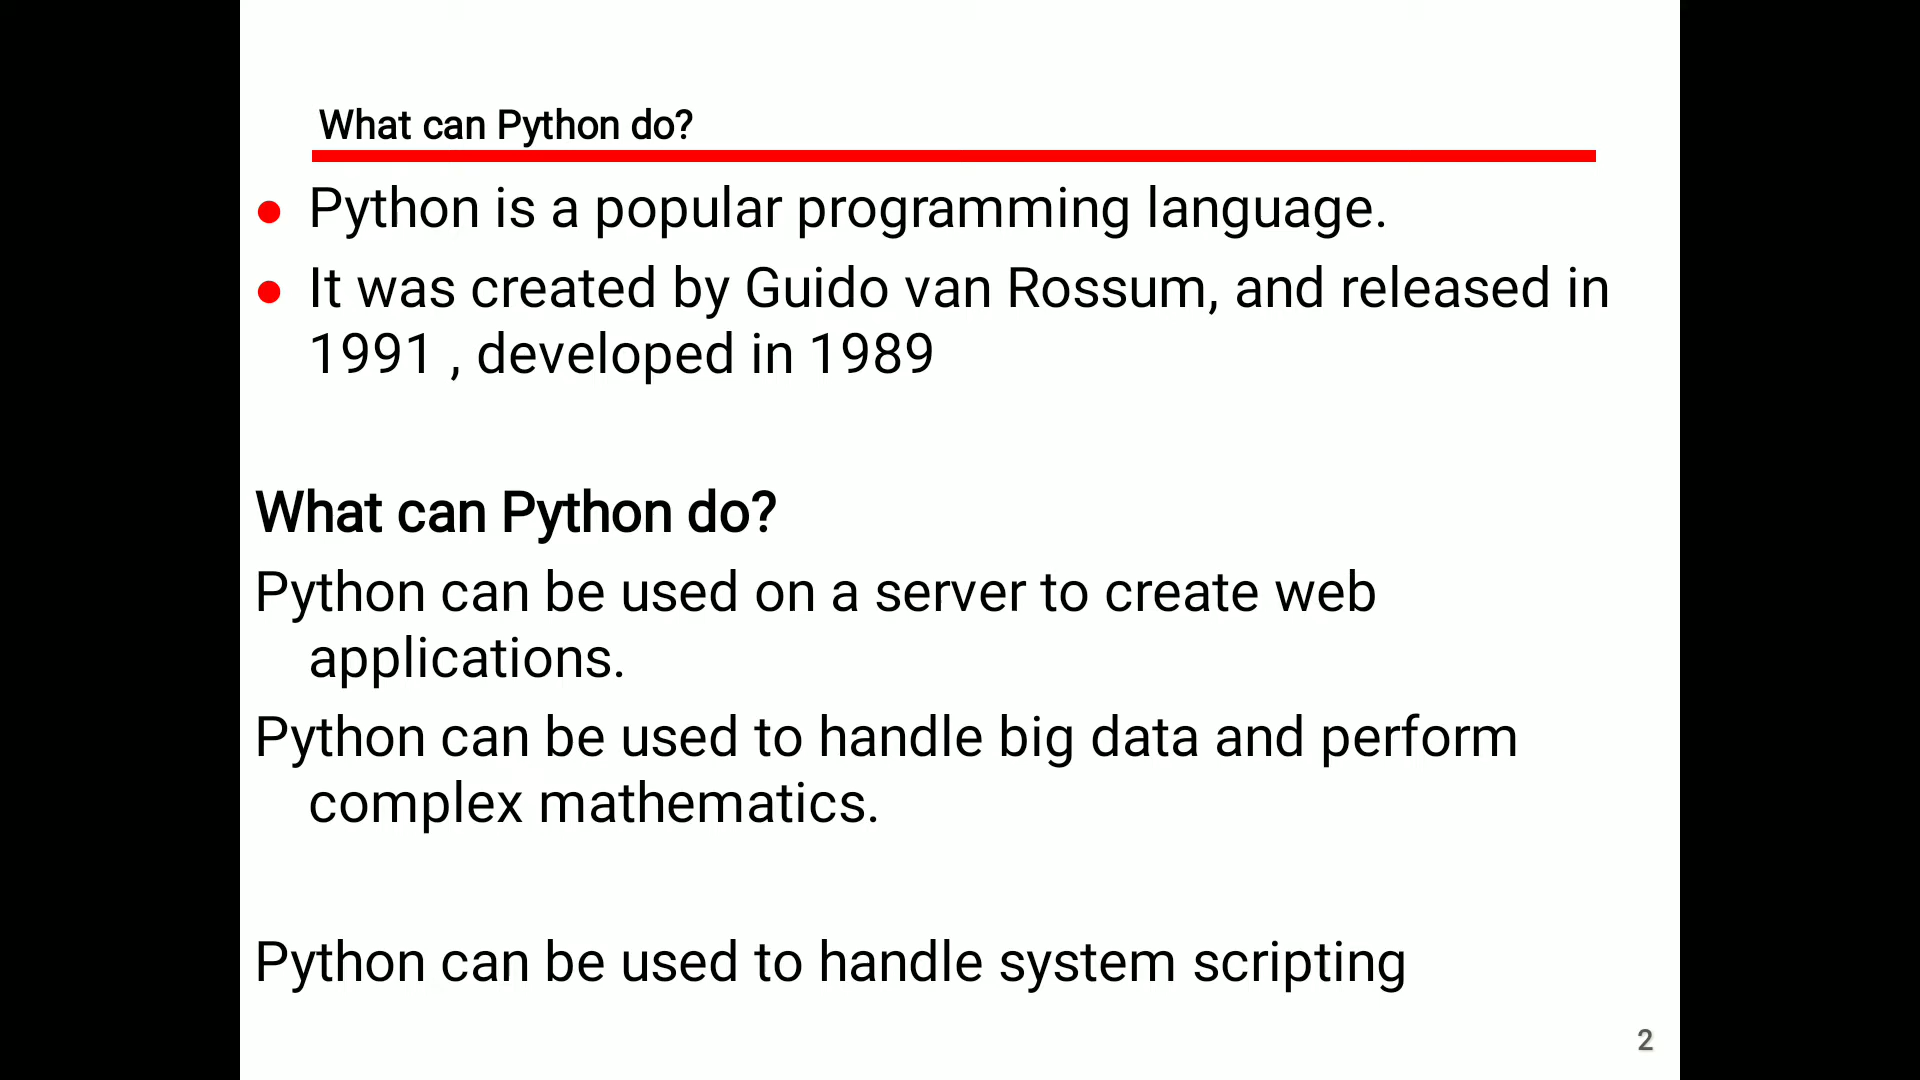 What can Python do?
● Python is a popular programming language.
● It was created by Guido van Rossum, and released in
1991 , developed in 1989
What can Python do?
Python can be used on a server to create web
applications.
Python can be used to handle big data and perform
complex mathematics.
Python can be used to handle system scripting
2